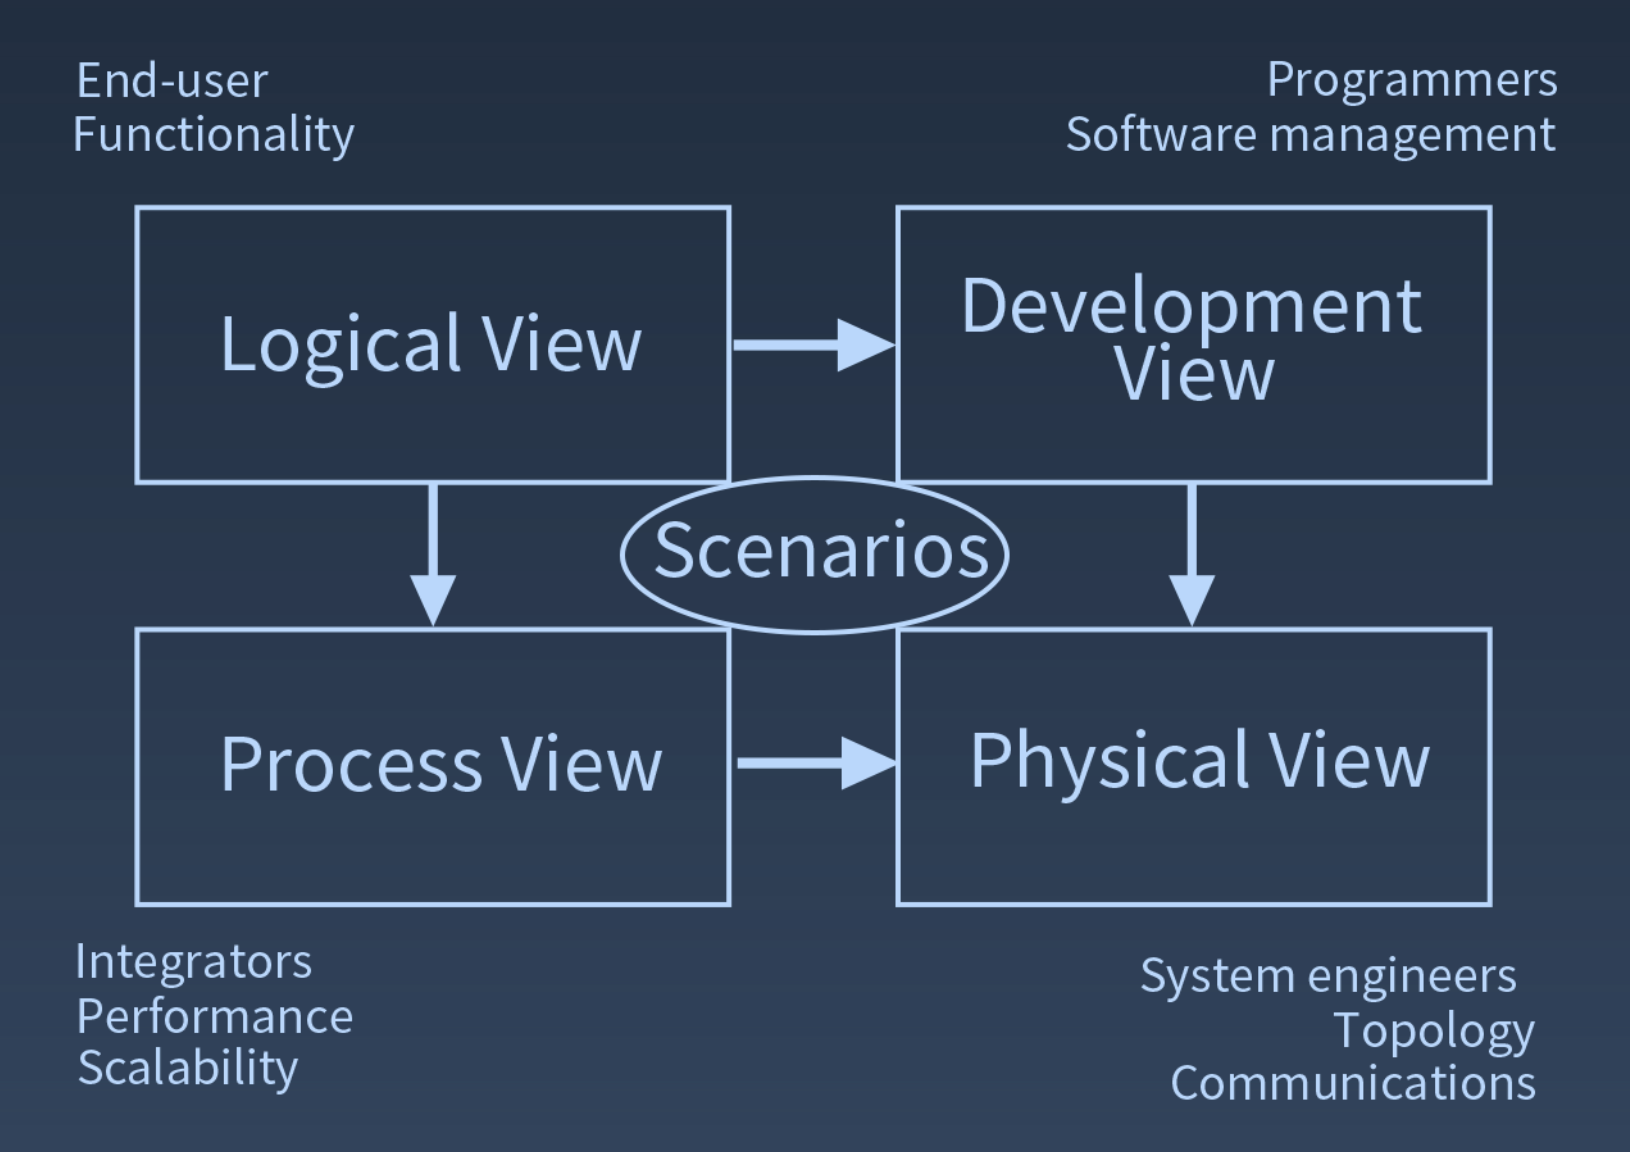 End-user
Functionality
Programmers
Software management
Logical View
Development
View
Scenarios
Process View
Physical View
Integrators
Performance
Scalability
System engineers
Topology
Communications